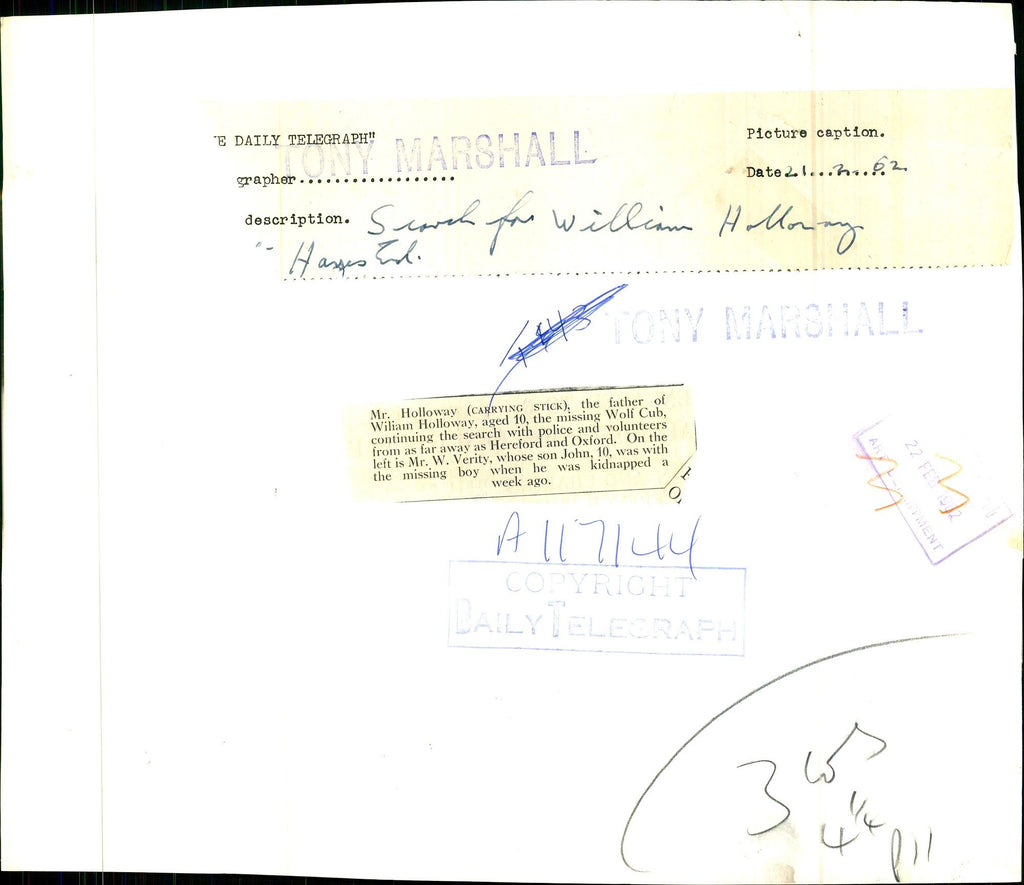 E DAILY TELEGRAPH"
Picture caption.
TONY MARSHALL
grapher..................
Date 21...2....62
description. Search for William Holloway
Hayes End.
TONY MARSHALL
Mr. Holloway (CARRYING STICK), the father of
Wiliam Holloway, aged 10, the missing Wolf Cub,
continuing the search with police and volunteers
from as far away as Hereford and Oxford. On the
left is Mr. W. Verity, whose son John, 10, was with
the missing boy when he was kidnapped a
week ago.
22 FEB 1962
ARTMENT
A117144
COPYRIGHT
DAILY TELEGRAPH
3
4 1/4
p11